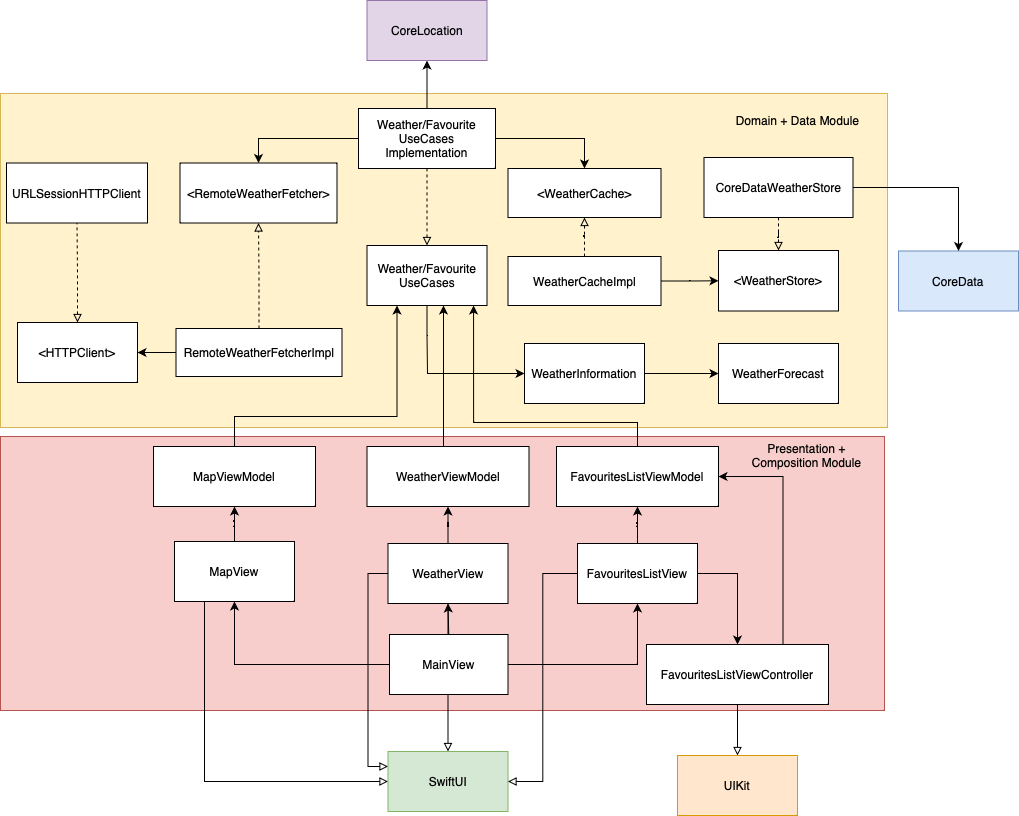 CoreLocation
Domain + Data Module
Weather/Favourite
UseCases
Implementation
URLSessionHTTPClient
<RemoteWeatherFetcher>
<WeatherCache>
CoreDataWeatherStore
Weather/Favourite
UseCases
WeatherCacheImpl
<WeatherStore>
CoreData
<HTTPClient>
RemoteWeatherFetcherImpl
WeatherInformation
WeatherForecast
Presentation +
Composition Module
MapViewModel
WeatherViewModel
FavouritesListViewModel
MapView
WeatherView
FavouritesListView
MainView
FavouritesListViewController
SwiftUI
UIKit